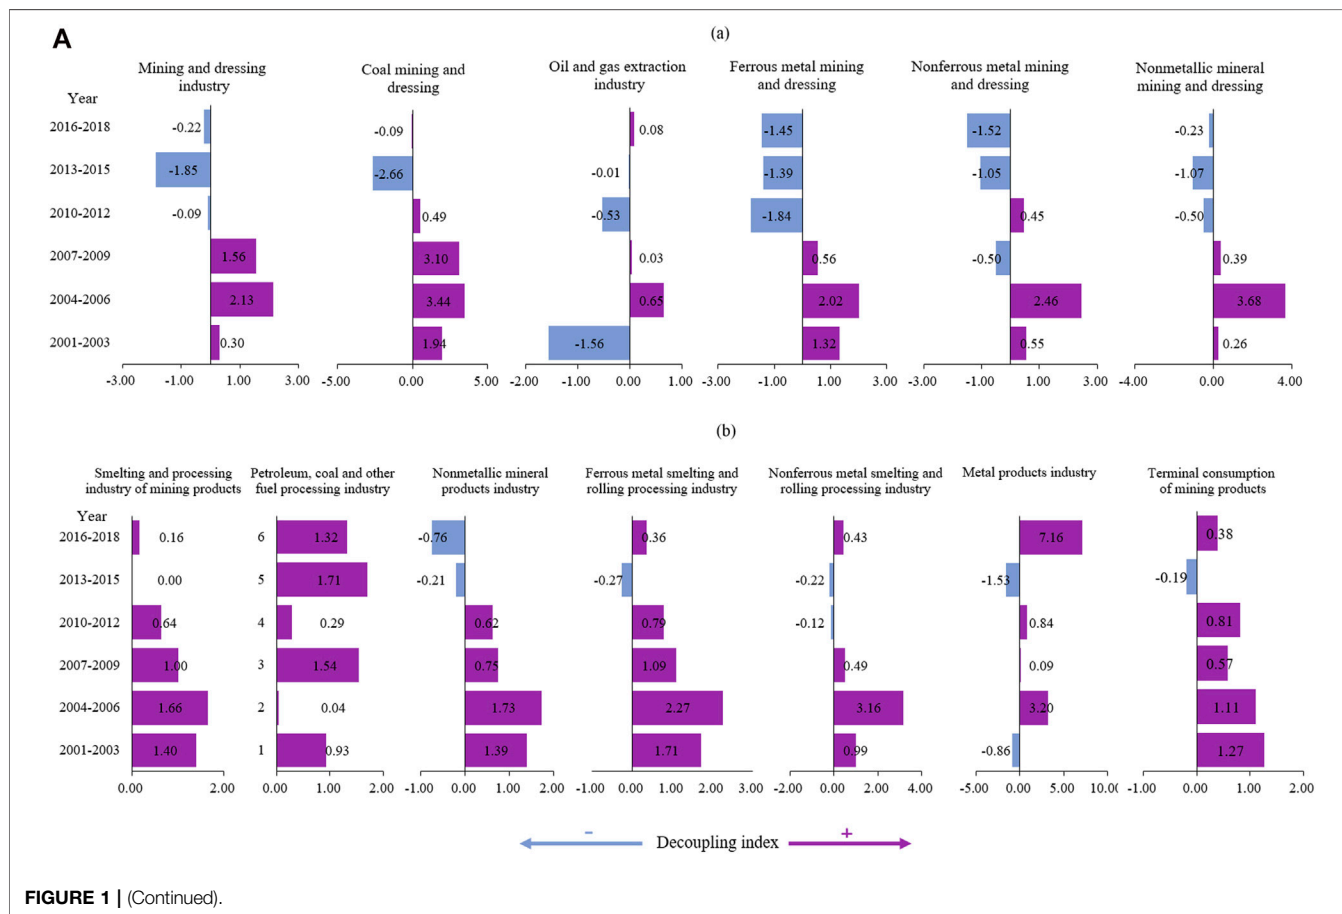 A
(a)
Mining and dressing
industry
Coal mining and
dressing
Oil and gas extraction
industry
Ferrous metal mining
and dressing
Nonferrous metal mining
and dressing
Nonmetallic mineral
mining and dressing
Year
2016-2018 -0.22 -0.09 0.08 -1.45 -1.52 -0.23
2013-2015 -1.85 -2.66 -0.01 -1.39 -1.05 -1.07
2010-2012 -0.09 0.49 -0.53 -1.84 0.45 -0.50
2007-2009 1.56 3.10 0.03 0.56 -0.50 0.39
2004-2006 2.13 3.44 0.65 2.02 2.46 3.68
2001-2003 0.30 1.94 -1.56 1.32 0.55 0.26
-3.00 -1.00 1.00 3.00 -5.00 0.00 5.00 -2.00 -1.00 0.00 1.00 -3.00 -1.00 1.00 3.00 -3.00 -1.00 1.00 3.00 -4.00 0.00 4.00
(b)
Smelting and processing
industry of mining products
Petroleum, coal and other
fuel processing industry
Nonmetallic mineral
products industry
Ferrous metal smelting and
rolling processing industry
Nonferrous metal smelting and
rolling processing industry
Metal products industry
Terminal consumption
of mining products
Year
2016-2018 0.16 6 1.32 -0.76 0.36 0.43 7.16 0.38
2013-2015 0.00 5 1.71 -0.21 -0.27 -0.22 -1.53 -0.19
2010-2012 0.64 4 0.29 0.62 0.79 -0.12 0.84 0.81
2007-2009 1.00 3 1.54 0.75 1.09 0.49 0.09 0.57
2004-2006 1.66 2 0.04 1.73 2.27 3.16 3.20 1.11
2001-2003 1.40 1 0.93 1.39 1.71 0.99 -0.86 1.27
0.00 1.00 2.00 0.00 1.00 2.00 -1.00 0.00 1.00 2.00 -1.00 0.00 1.00 2.00 3.00 -2.00 0.00 2.00 4.00 -5.00 0.00 5.00 10.00 -1.00 0.00 1.00 2.00
- Decoupling index +
FIGURE 1 | (Continued).